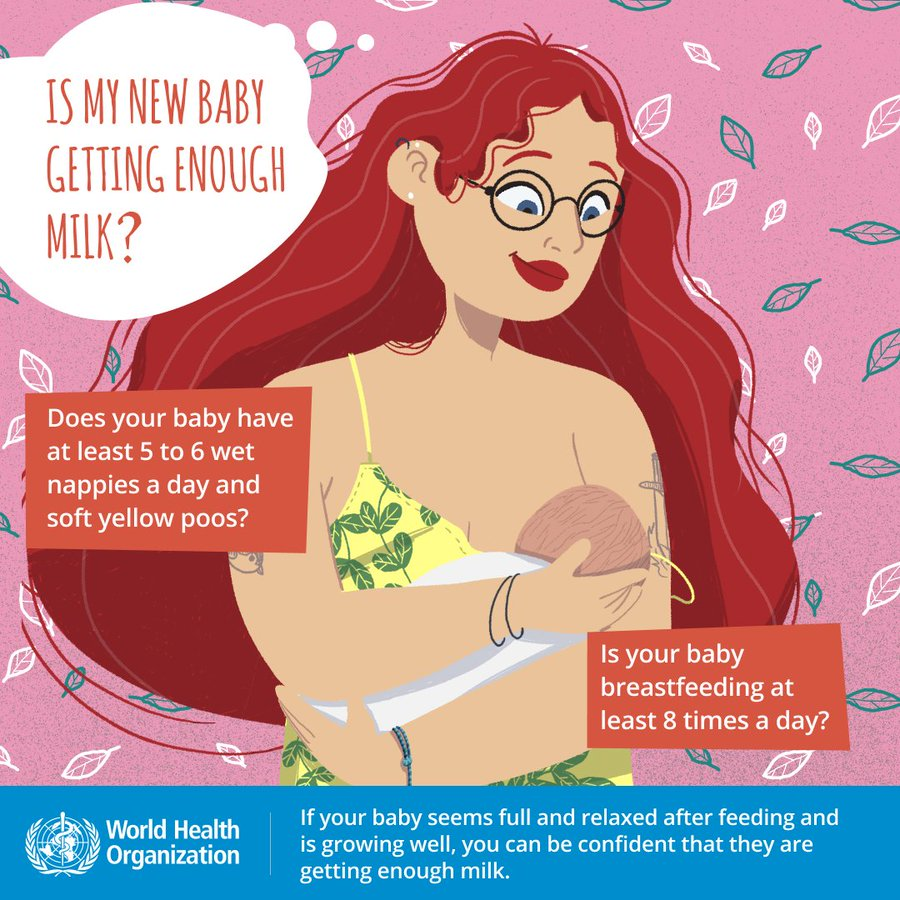 IS MY NEW BABY
GETTING ENOUGH
MILK?
Does your baby have
at least 5 to 6 wet
nappies a day and
soft yellow poos?
Is your baby
breastfeeding at
least 8 times a day?
World Health
Organization
If your baby seems full and relaxed after feeding and
is growing well, you can be confident that they are
getting enough milk.